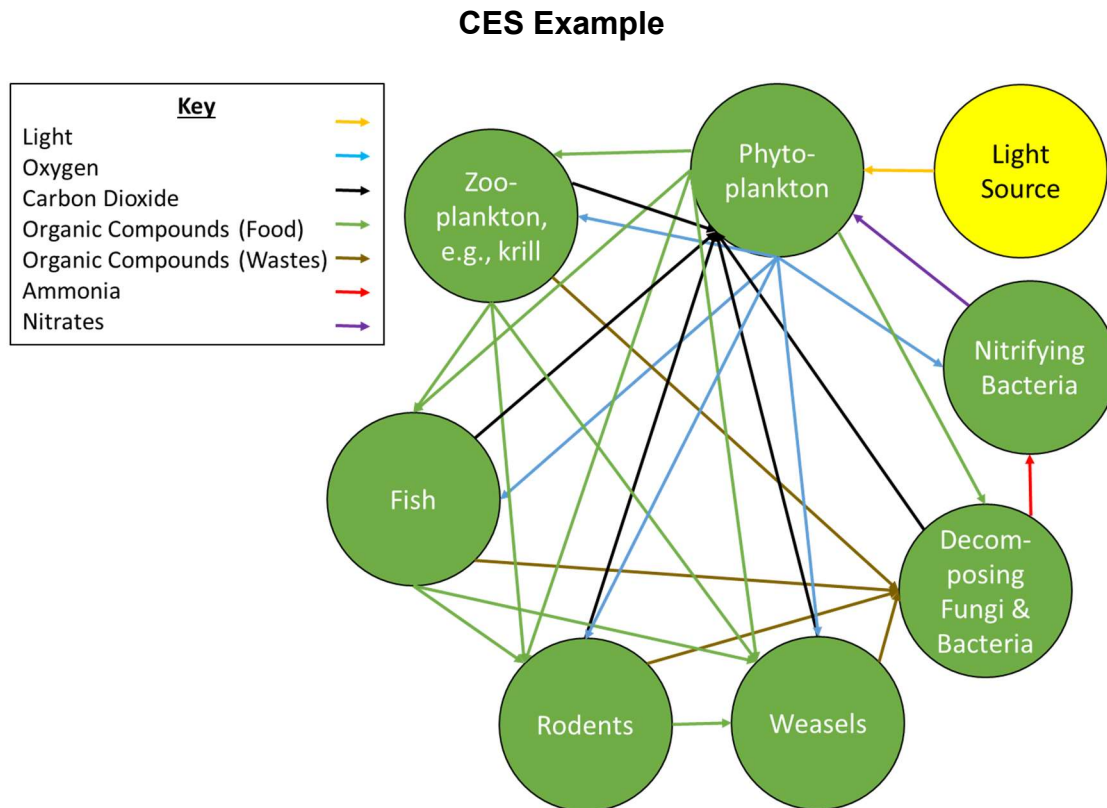 CES Example
Key
Light
Oxygen
Carbon Dioxide
Organic Compounds (Food)
Organic Compounds (Wastes)
Ammonia
Nitrates
Zoo-
plankton,
e.g., krill
Phyto-
plankton
Light
Source
Nitrifying
Bacteria
Fish
Decom-
posing
Fungi &
Bacteria
Rodents
Weasels